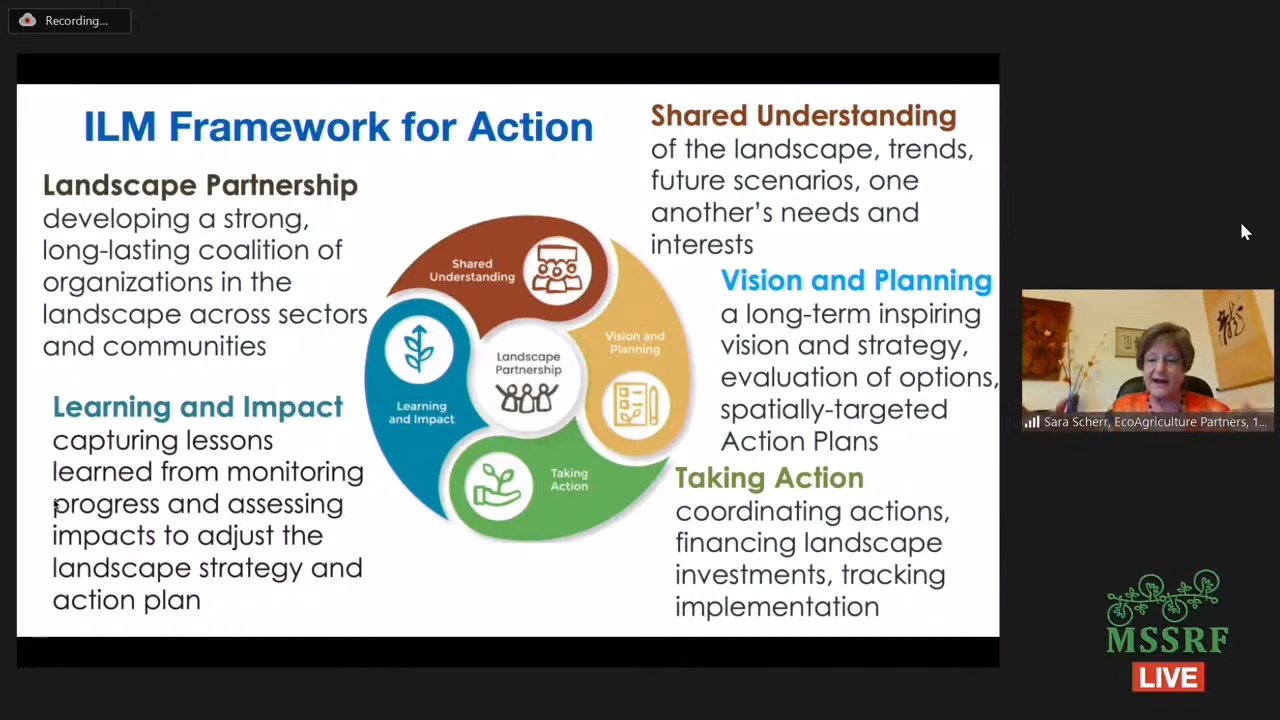 Recording...
ILM Framework for Action
Landscape Partnership
developing a strong,
long-lasting coalition of
organizations in the
landscape across sectors
and communities
Learning and Impact
capturing lessons
learned from monitoring
progress and assessing
impacts to adjust the
landscape strategy and
action plan
Shared
Understanding
Vision and
Planning
Landscape
Partnership
Learning
and Impact
Taking
Action
Shared Understanding
of the landscape, trends,
future scenarios, one
another's needs and
interests
Vision and Planning
a long-term inspiring
vision and strategy,
evaluation of options,
spatially-targeted
Action Plans
Taking Action
coordinating actions,
financing landscape
investments, tracking
implementation
Sara Scherr, EcoAgriculture Partners, 1...
MSSRF
LIVE